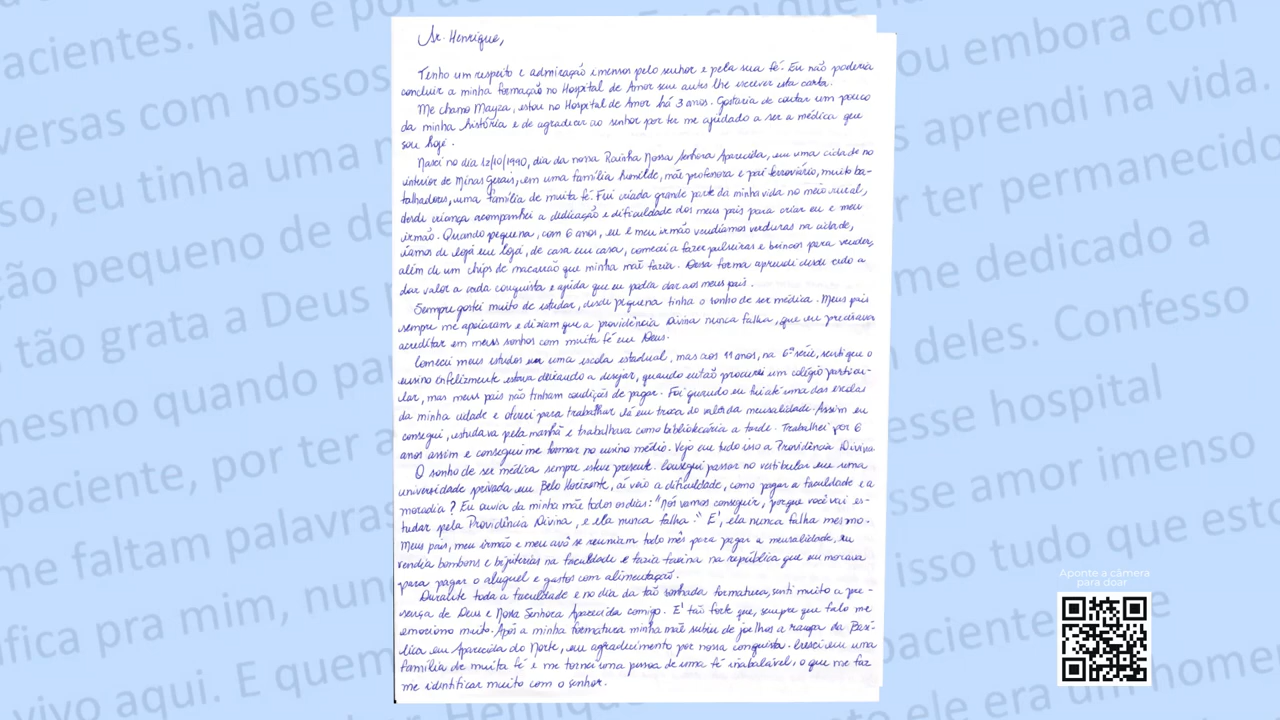 Sr. Henrique,
Tenho um respeito e admiração imensos pelo senhor e pela sua fé. Eu não poderia
concluir a minha formação no Hospital de Amor sem antes lhe escrever esta carta.
Me chamo Mayza, estou no Hospital de Amor há 3 anos. Gostaria de contar um pouco
da minha história e de agradecer ao senhor por ter me ajudado a ser a médica que
sou hoje.
Nasci no dia 12/10/1990, dia da nossa Rainha Nossa Senhora Aparecida, em uma cidade no
interior de Minas Gerais, em uma família humilde, mãe professora e pai ferroviário, muito ba-
talhadores, uma família de muita fé. Fui criada grande parte da minha vida no meio rural,
desde criança acompanhei a dedicação e dificuldade dos meus pais para criar eu e meu
irmão. Quando pequena, com 6 anos, eu e meu irmão vendíamos verduras na cidade,
íamos de loja em loja, de casa em casa, comecei a fazer pulseiras e brincos para vender,
além de um chips de macarrão que minha mãe fazia. Dessa forma aprendi desde cedo a
dar valor a cada conquista e ajuda que eu podia dar aos meus pais.
Sempre gostei muito de estudar, desde pequena tinha o sonho de ser médica. Meus pais
sempre me apoiaram e diziam que a providência Divina nunca falha, que eu precisava
acreditar em meus sonhos com muita fé em Deus.
Comecei meus estudos em uma escola estadual, mas aos 11 anos, na 6ª série, senti que o
ensino enfelizmente estava deixando a desejar, quando então procurei um colégio particu-
lar, mas meus pais não tinham condições de pagar. Foi quando eu fui até uma das escolas
da minha cidade e ofereci para trabalhar lá em troca do valor da mensalidade. Assim eu
consegui, estudava pela manhã e trabalhava como bibliotecária a tarde. Trabalhei por 6
anos assim e consegui me formar no ensino médio. Vejo em tudo isso a Providência Divina
O sonho de ser médica sempre esteve presente. Consegui passar no vestibular em uma
universidade privada em Belo Horizonte, aí veio a dificuldade, como pagar a faculdade e a
moradia? Eu ouvia da minha mãe todos os dias: "Nós vamos conseguir, porque você vai es-
tudar pela Providência Divina, e ela nunca falha." E, ela nunca falha mesmo.
Meus pais, meu irmão e meu avô se reuniam todo mês para pagar a mensalidade, eu
vendia bombons e bijuterias na faculdade e fazia faxina na república que eu morava
para pagar o aluguel e gastos com alimentação.
Durante toda a faculdade e no dia da tão sonhada formatura, senti muito a pre-
sença de Deus e Nossa Senhora Aparecida comigo. É tão forte que, sempre que falo me
emociono muito. Após a minha formatura minha mãe subiu de joelhos a rampa da Basí-
lica em Aparecida do Norte, em agradecimento por nossa conquista. Cresci em uma
família de muita fé e me tornei uma pessoa de uma fé inabalável, o que me faz
me identificar muito com o senhor.
Aponte a câmera
para doar